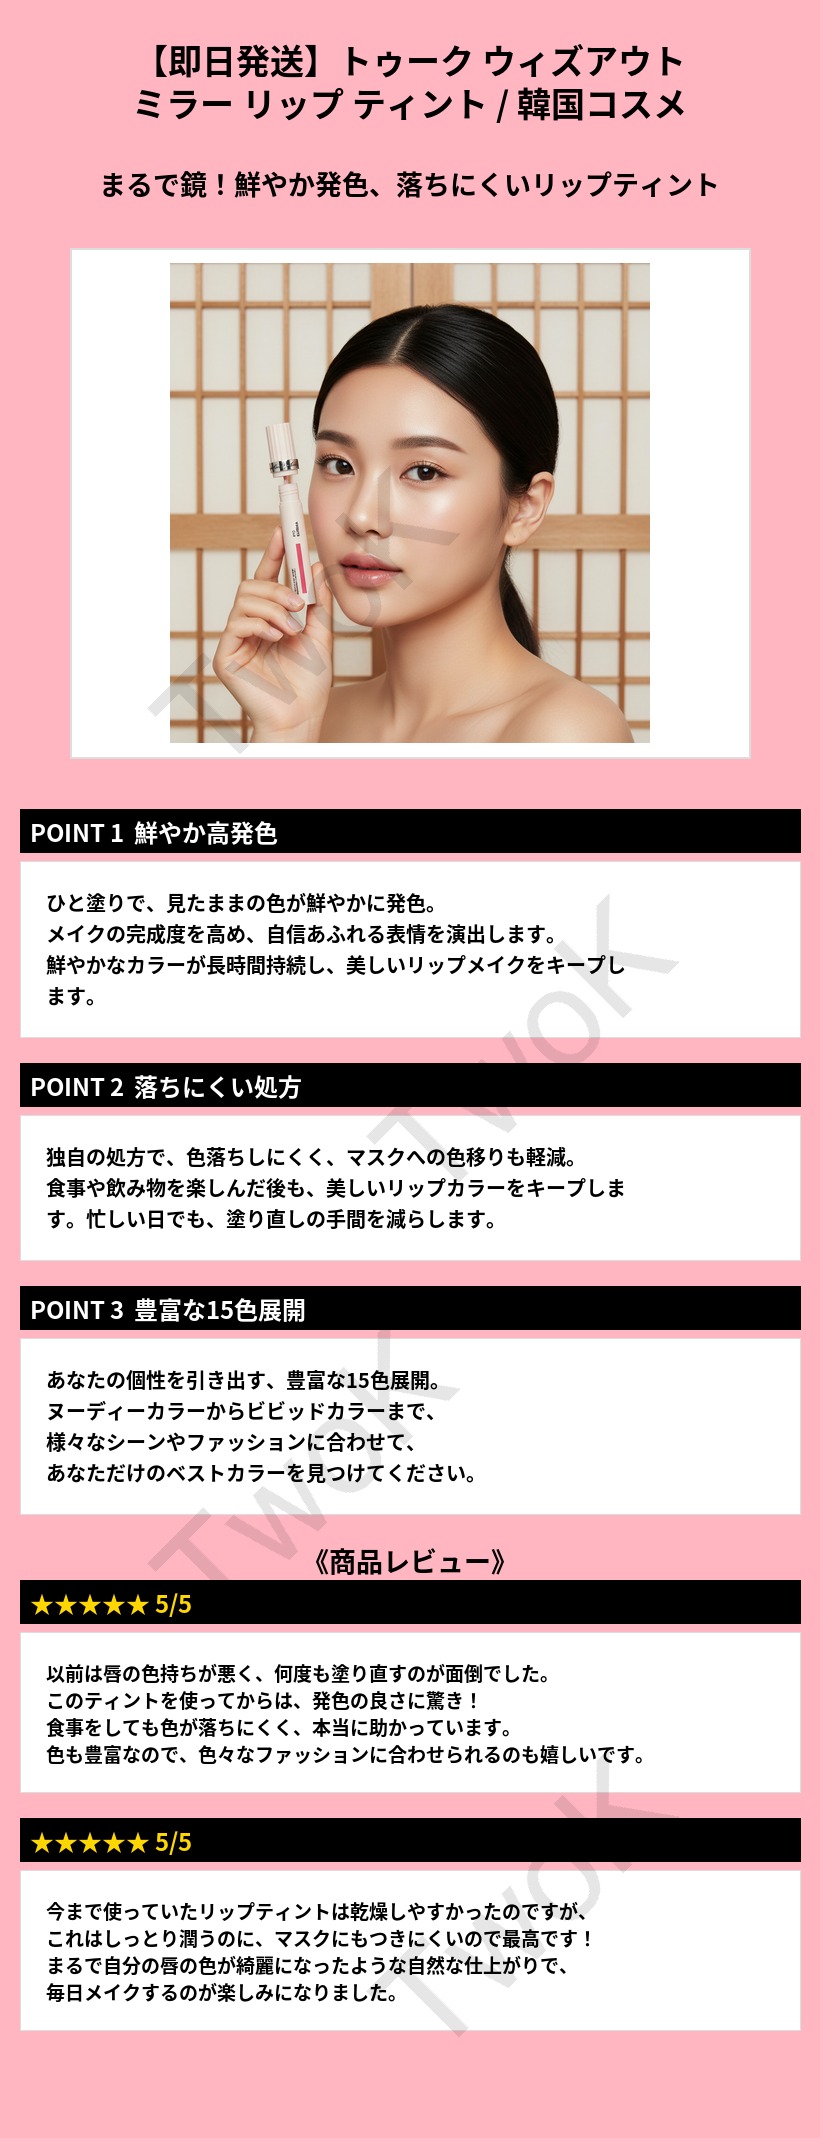 【即日発送】トゥーク ウィズアウト
ミラー リップ ティント / 韓国コスメ
まるで鏡！鮮やか発色、落ちにくいリップティント
TwoK
POINT 1 鮮やか高発色
ひと塗りで、見たままの色が鮮やかに発色。
メイクの完成度を高め、自信あふれる表情を演出します。
鮮やかなカラーが長時間持続し、美しいリップメイクをキープし
ます。
TwoK
POINT 2 落ちにくい処方
独自の処方で、色落ちしにくく、マスクへの色移りも軽減。
食事や飲み物を楽しんだ後も、美しいリップカラーをキープしま
す。忙しい日でも、塗り直しの手間を減らします。
POINT 3 豊富な15色展開
あなたの個性を引き出す、豊富な15色展開。
ヌーディーカラーからビビッドカラーまで、
様々なシーンやファッションに合わせて、
あなただけのベストカラーを見つけてください。
TwoK
《商品レビュー》
★★★★★ 5/5
以前は唇の色持ちが悪く、何度も塗り直すのが面倒でした。
このティントを使ってからは、発色の良さに驚き！
食事をしても色が落ちにくく、本当に助かっています。
色も豊富なので、色々なファッションに合わせられるのも嬉しいです。
★★★★★ 5/5
今まで使っていたリップティントは乾燥しやすかったのですが、
これはしっとり潤うのに、マスクにもつきにくいので最高です！
まるで自分の唇の色が綺麗になったような自然な仕上がりで、
毎日メイクするのが楽しみになりました。
TwoK